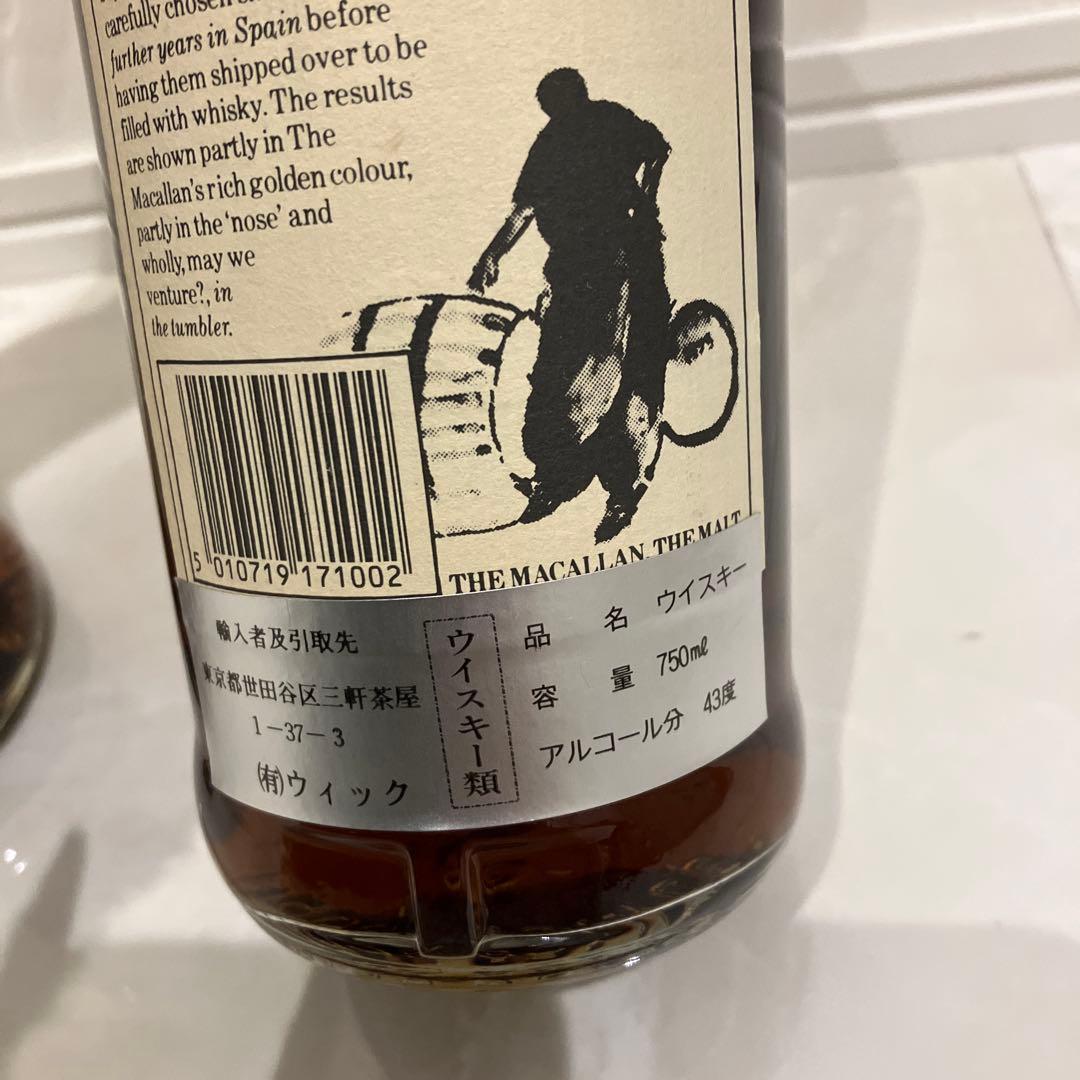 carefully chosen
further years in Spain before
having them shipped over to be
filled with whisky. The results
are shown partly in The
Macallan's rich golden colour,
partly in the 'nose' and
wholly, may we
venture?, in
the tumbler.
5 010719 171002
THE MACALLAN. THE MALT.
輸入者及引取先
東京都世田谷区三軒茶屋
1－37－3
(有)ウィック
ウイスキー類
品 名 ウイスキー
容 量 750ml
アルコール分 43度